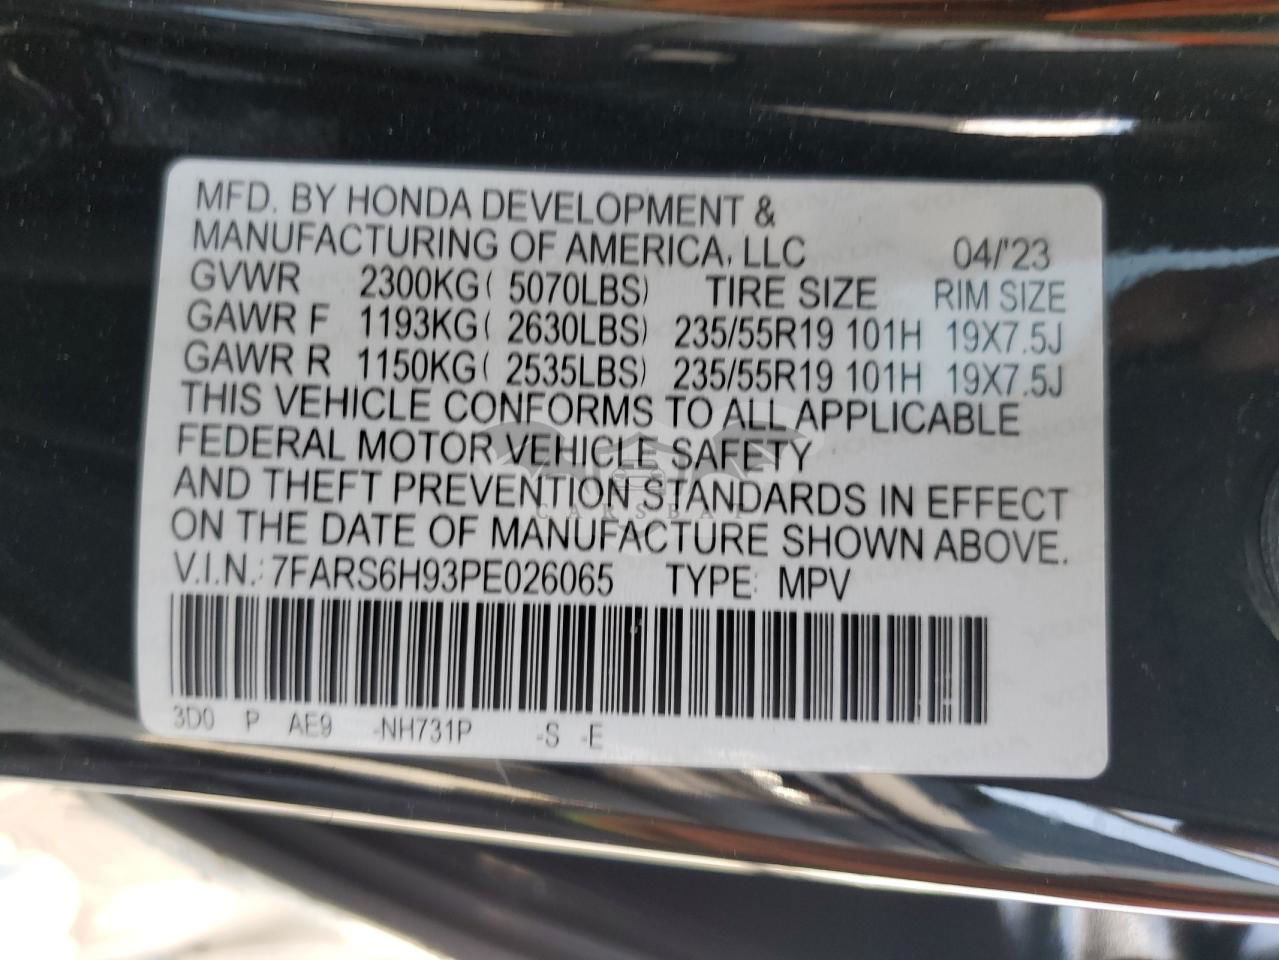 MFD. BY HONDA DEVELOPMENT &
MANUFACTURING OF AMERICA, LLC 04/'23
GVWR 2300KG( 5070LBS) TIRE SIZE RIM SIZE
GAWR F 1193KG( 2630LBS) 235/55R19 101H 19X7.5J
GAWR R 1150KG( 2535LBS) 235/55R19 101H 19X7.5J
THIS VEHICLE CONFORMS TO ALL APPLICABLE
FEDERAL MOTOR VEHICLE SAFETY
AND THEFT PREVENTION STANDARDS IN EFFECT
ON THE DATE OF MANUFACTURE SHOWN ABOVE.
V.I.N.: 7FARS6H93PE026065 TYPE: MPV
3D0 P AE9 -NH731P -S -E